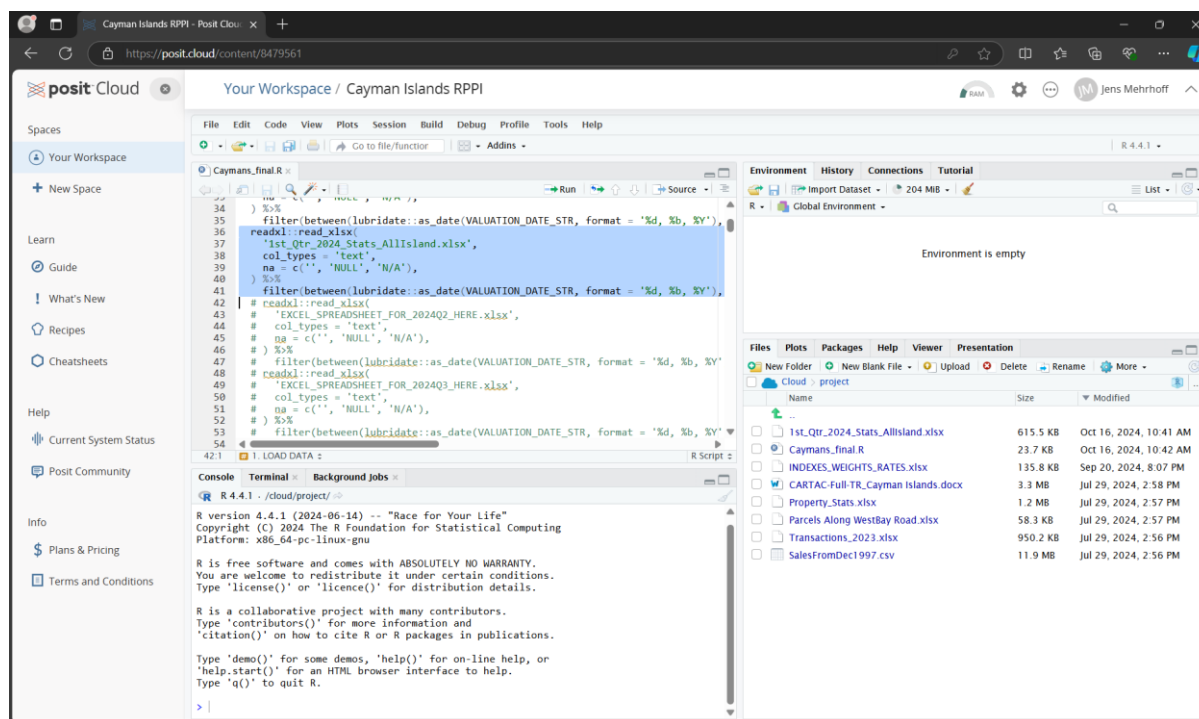 Cayman Islands RPPI - Posit Clou
https://posit.cloud/content/8479561
posit Cloud
Your Workspace / Cayman Islands RPPI
RAM
JM
Jens Mehrhoff
Spaces
Your Workspace
New Space
Learn
Guide
What's New
Recipes
Cheatsheets
Help
Current System Status
Posit Community
Info
Plans & Pricing
Terms and Conditions
File Edit Code View Plots Session Build Debug Profile Tools Help
Go to file/function
Addins
R 4.4.1
Caymans_final.R
Run
Source
34 ) %>%
35 filter(between(lubridate::as_date(VALUATION_DATE_STR, format = '%d, %b, %Y'),
36 readxl::read_xlsx(
37 '1st_Qtr_2024_Stats_AllIsland.xlsx',
38 col_types = 'text',
39 na = c('', 'NULL', 'N/A'),
40 ) %>%
41 filter(between(lubridate::as_date(VALUATION_DATE_STR, format = '%d, %b, %Y'),
42 # readxl::read_xlsx(
43 # 'EXCEL_SPREADSHEET_FOR_2024Q2_HERE.xlsx',
44 # col_types = 'text',
45 # na = c('', 'NULL', 'N/A'),
46 # ) %>%
47 # filter(between(lubridate::as_date(VALUATION_DATE_STR, format = '%d, %b, %Y'
48 # readxl::read_xlsx(
49 # 'EXCEL_SPREADSHEET_FOR_2024Q3_HERE.xlsx',
50 # col_types = 'text',
51 # na = c('', 'NULL', 'N/A'),
52 # ) %>%
53 # filter(between(lubridate::as_date(VALUATION_DATE_STR, format = '%d, %b, %Y'
54
42:1 1. LOAD DATA R Script
Console Terminal Background Jobs
R 4.4.1 · /cloud/project/
R version 4.4.1 (2024-06-14) -- "Race for Your Life"
Copyright (C) 2024 The R Foundation for Statistical Computing
Platform: x86_64-pc-linux-gnu
R is free software and comes with ABSOLUTELY NO WARRANTY.
You are welcome to redistribute it under certain conditions.
Type 'license()' or 'licence()' for distribution details.
R is a collaborative project with many contributors.
Type 'contributors()' for more information and
'citation()' on how to cite R or R packages in publications.
Type 'demo()' for some demos, 'help()' for on-line help, or
'help.start()' for an HTML browser interface to help.
Type 'q()' to quit R.
>
Environment History Connections Tutorial
Import Dataset 204 MiB List
R Global Environment
Environment is empty
Files Plots Packages Help Viewer Presentation
New Folder New Blank File Upload Delete Rename More
Cloud project
Name Size Modified
..
1st_Qtr_2024_Stats_AllIsland.xlsx 615.5 KB Oct 16, 2024, 10:41 AM
Caymans_final.R 23.7 KB Oct 16, 2024, 10:42 AM
INDEXES_WEIGHTS_RATES.xlsx 135.8 KB Sep 20, 2024, 8:07 PM
CARTAC-Full-TR_Cayman Islands.docx 3.3 MB Jul 29, 2024, 2:58 PM
Property_Stats.xlsx 1.2 MB Jul 29, 2024, 2:57 PM
Parcels Along WestBay Road.xlsx 58.3 KB Jul 29, 2024, 2:57 PM
Transactions_2023.xlsx 950.2 KB Jul 29, 2024, 2:56 PM
SalesFromDec1997.csv 11.9 MB Jul 29, 2024, 2:56 PM